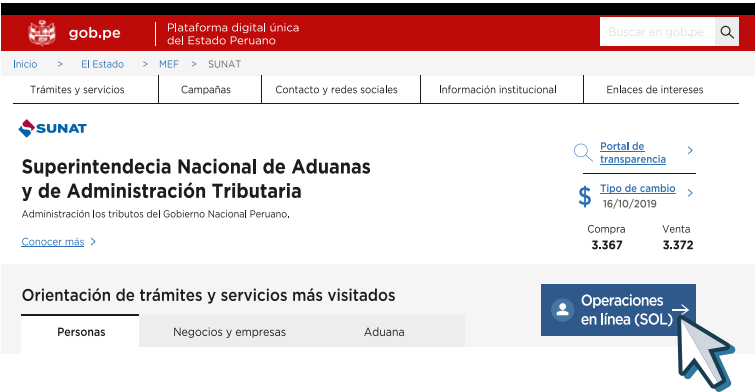 gob.pe
Plataforma digital única
del Estado Peruano
Buscar en gob.pe
Inicio > El Estado > MEF > SUNAT
Trámites y servicios
Campañas
Contacto y redes sociales
Información institucional
Enlaces de intereses
SUNAT
Superintendecia Nacional de Aduanas
y de Administración Tributaria
Administración los tributos del Gobierno Nacional Peruano.
Conocer más >
Portal de
transparencia >
$ Tipo de cambio >
16/10/2019
Compra Venta
3.367 3.372
Orientación de trámites y servicios más visitados
Personas
Negocios y empresas
Aduana
Operaciones
en línea (SOL)